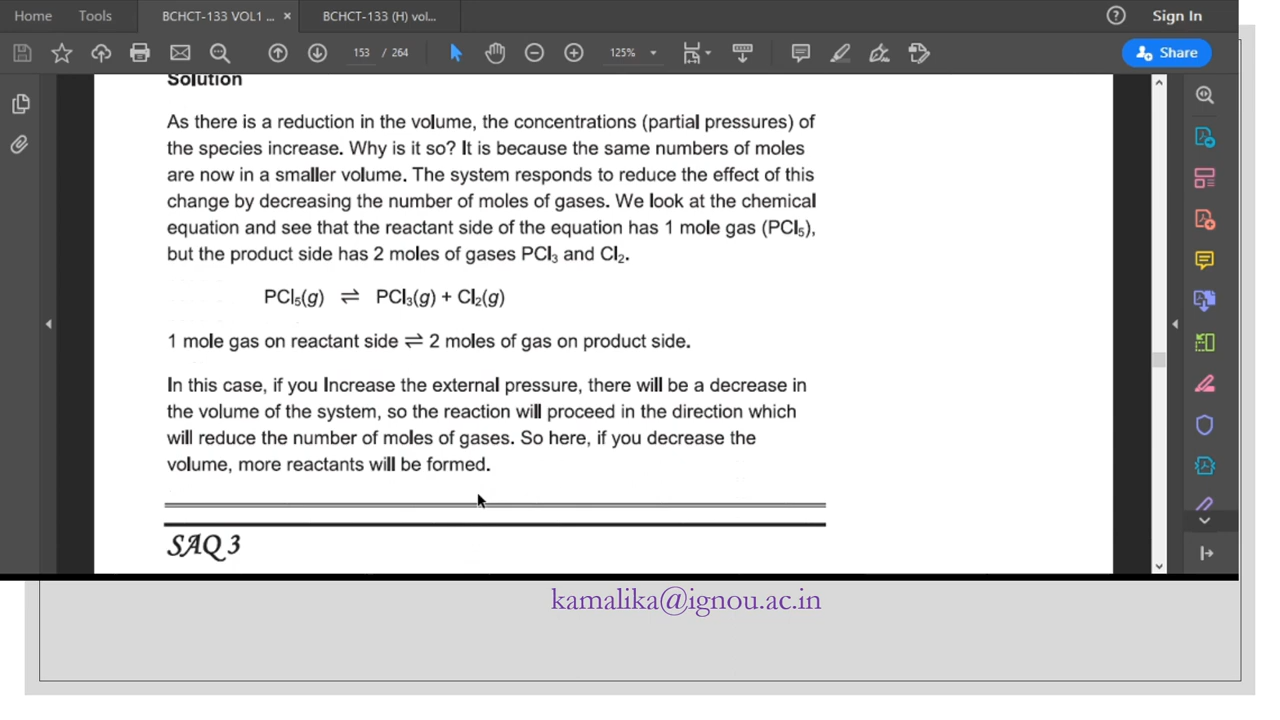 Home Tools BCHCT-133 VOL1 ... × BCHCT-133 (H) vol... Sign In
153 / 264 125% Share
Solution
As there is a reduction in the volume, the concentrations (partial pressures) of
the species increase. Why is it so? It is because the same numbers of moles
are now in a smaller volume. The system responds to reduce the effect of this
change by decreasing the number of moles of gases. We look at the chemical
equation and see that the reactant side of the equation has 1 mole gas (PCl₅),
but the product side has 2 moles of gases PCl₃ and Cl₂.
PCl₅(g) ⇌ PCl₃(g) + Cl₂(g)
1 mole gas on reactant side ⇌ 2 moles of gas on product side.
In this case, if you Increase the external pressure, there will be a decrease in
the volume of the system, so the reaction will proceed in the direction which
will reduce the number of moles of gases. So here, if you decrease the
volume, more reactants will be formed.
SAQ 3
kamalika@ignou.ac.in